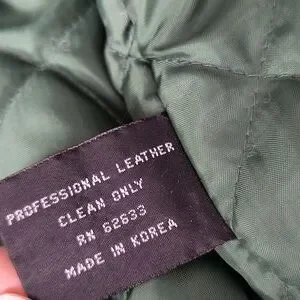 PROFESSIONAL LEATHER
CLEAN ONLY
RN 62633
MADE IN KOREA